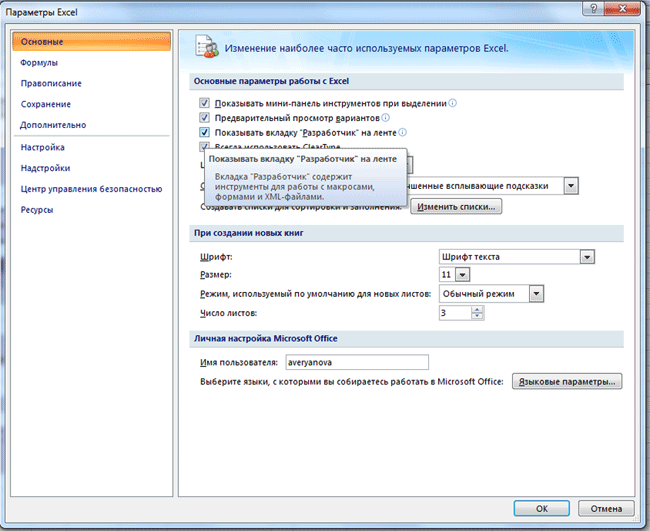 Параметры Excel
Основные
Формулы
Правописание
Сохранение
Дополнительно
Настройка
Надстройки
Центр управления безопасностью
Ресурсы
Изменение наиболее часто используемых параметров Excel.
Основные параметры работы с Excel
Показывать мини-панель инструментов при выделении
Предварительный просмотр вариантов
Показывать вкладку "Разработчик" на ленте
Всегда использовать ClearType
Показывать вкладку "Разработчик" на ленте
Вкладка "Разработчик" содержит
инструменты для работы с макросами,
формами и XML-файлами.
всплывающие подсказки
Создавать списки для сортировки и заполнения: Изменить списки...
При создании новых книг
Шрифт: Шрифт текста
Размер: 11
Режим, используемый по умолчанию для новых листов: Обычный режим
Число листов: 3
Личная настройка Microsoft Office
Имя пользователя: averyanova
Выберите языки, с которыми вы собираетесь работать в Microsoft Office: Языковые параметры...
ОК Отмена